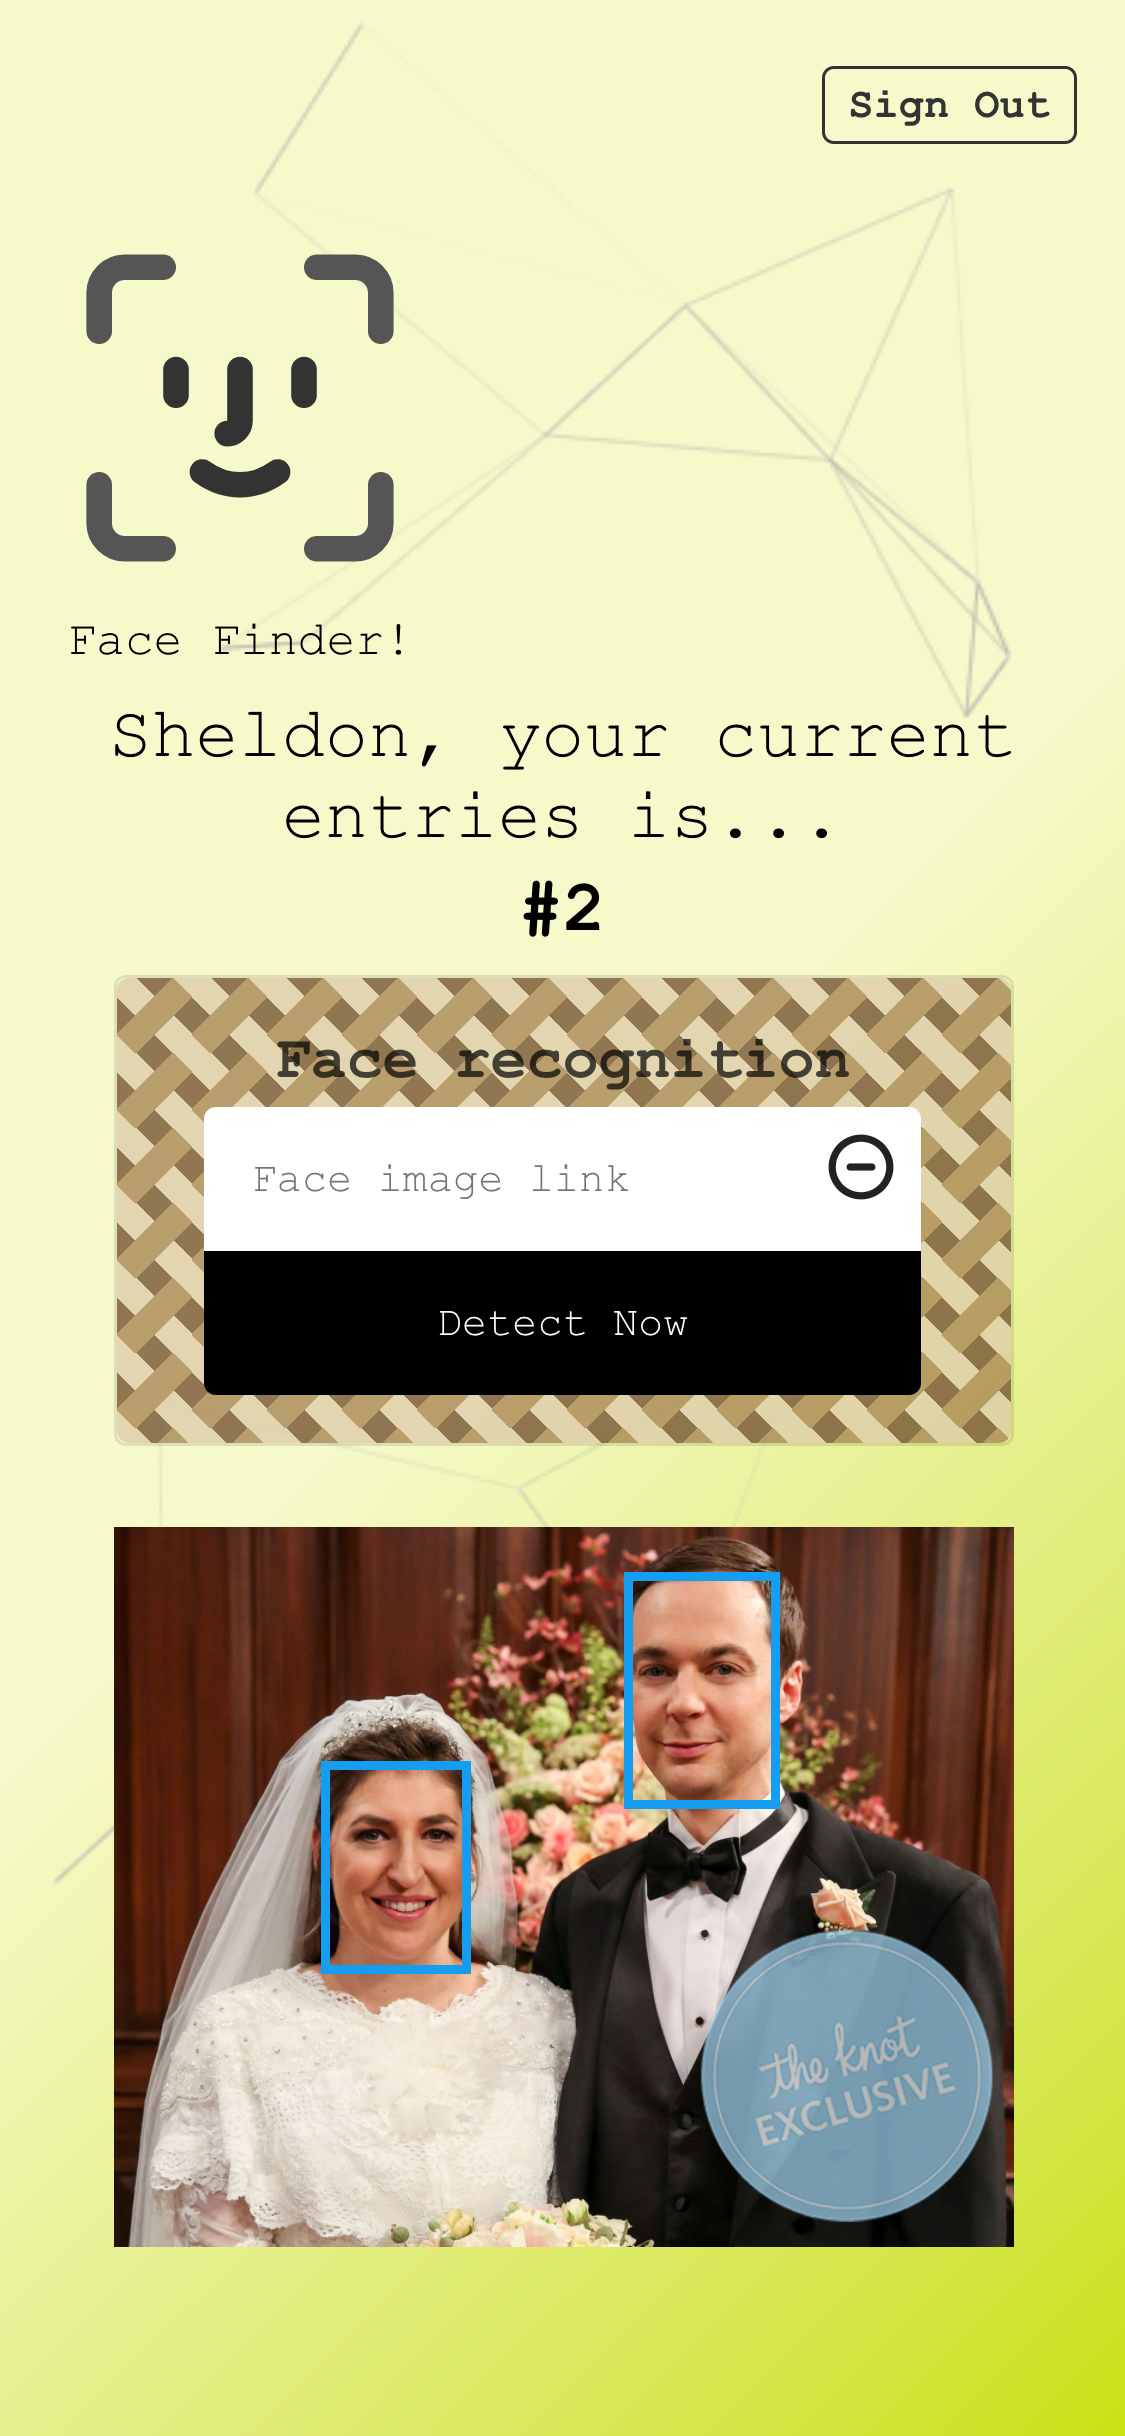 Sign Out
Face Finder!
Sheldon, your current
entries is...
#2
Face recognition
Face image link
Detect Now
the knot
EXCLUSIVE